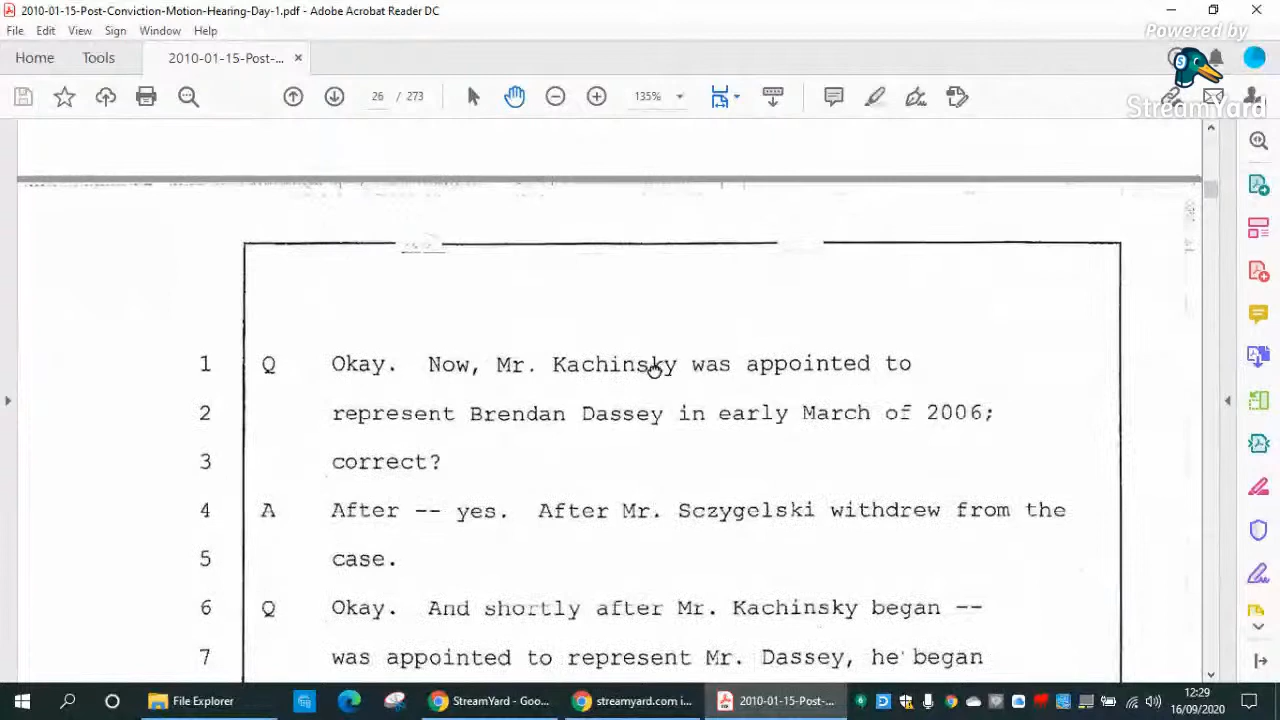 2010-01-15-Post-Conviction-Motion-Hearing-Day-1.pdf - Adobe Acrobat Reader DC
File Edit View Sign Window Help
Powered by
StreamYard
Home Tools 2010-01-15-Post-...
26 / 273 135%
1 Q Okay. Now, Mr. Kachinsky was appointed to
2 represent Brendan Dassey in early March of 2006;
3 correct?
4 A After -- yes. After Mr. Sczygelski withdrew from the
5 case.
6 Q Okay. And shortly after Mr. Kachinsky began --
7 was appointed to represent Mr. Dassey, he began
File Explorer StreamYard - Goo... streamyard.com i... 2010-01-15-Post-... 12:29
16/09/2020